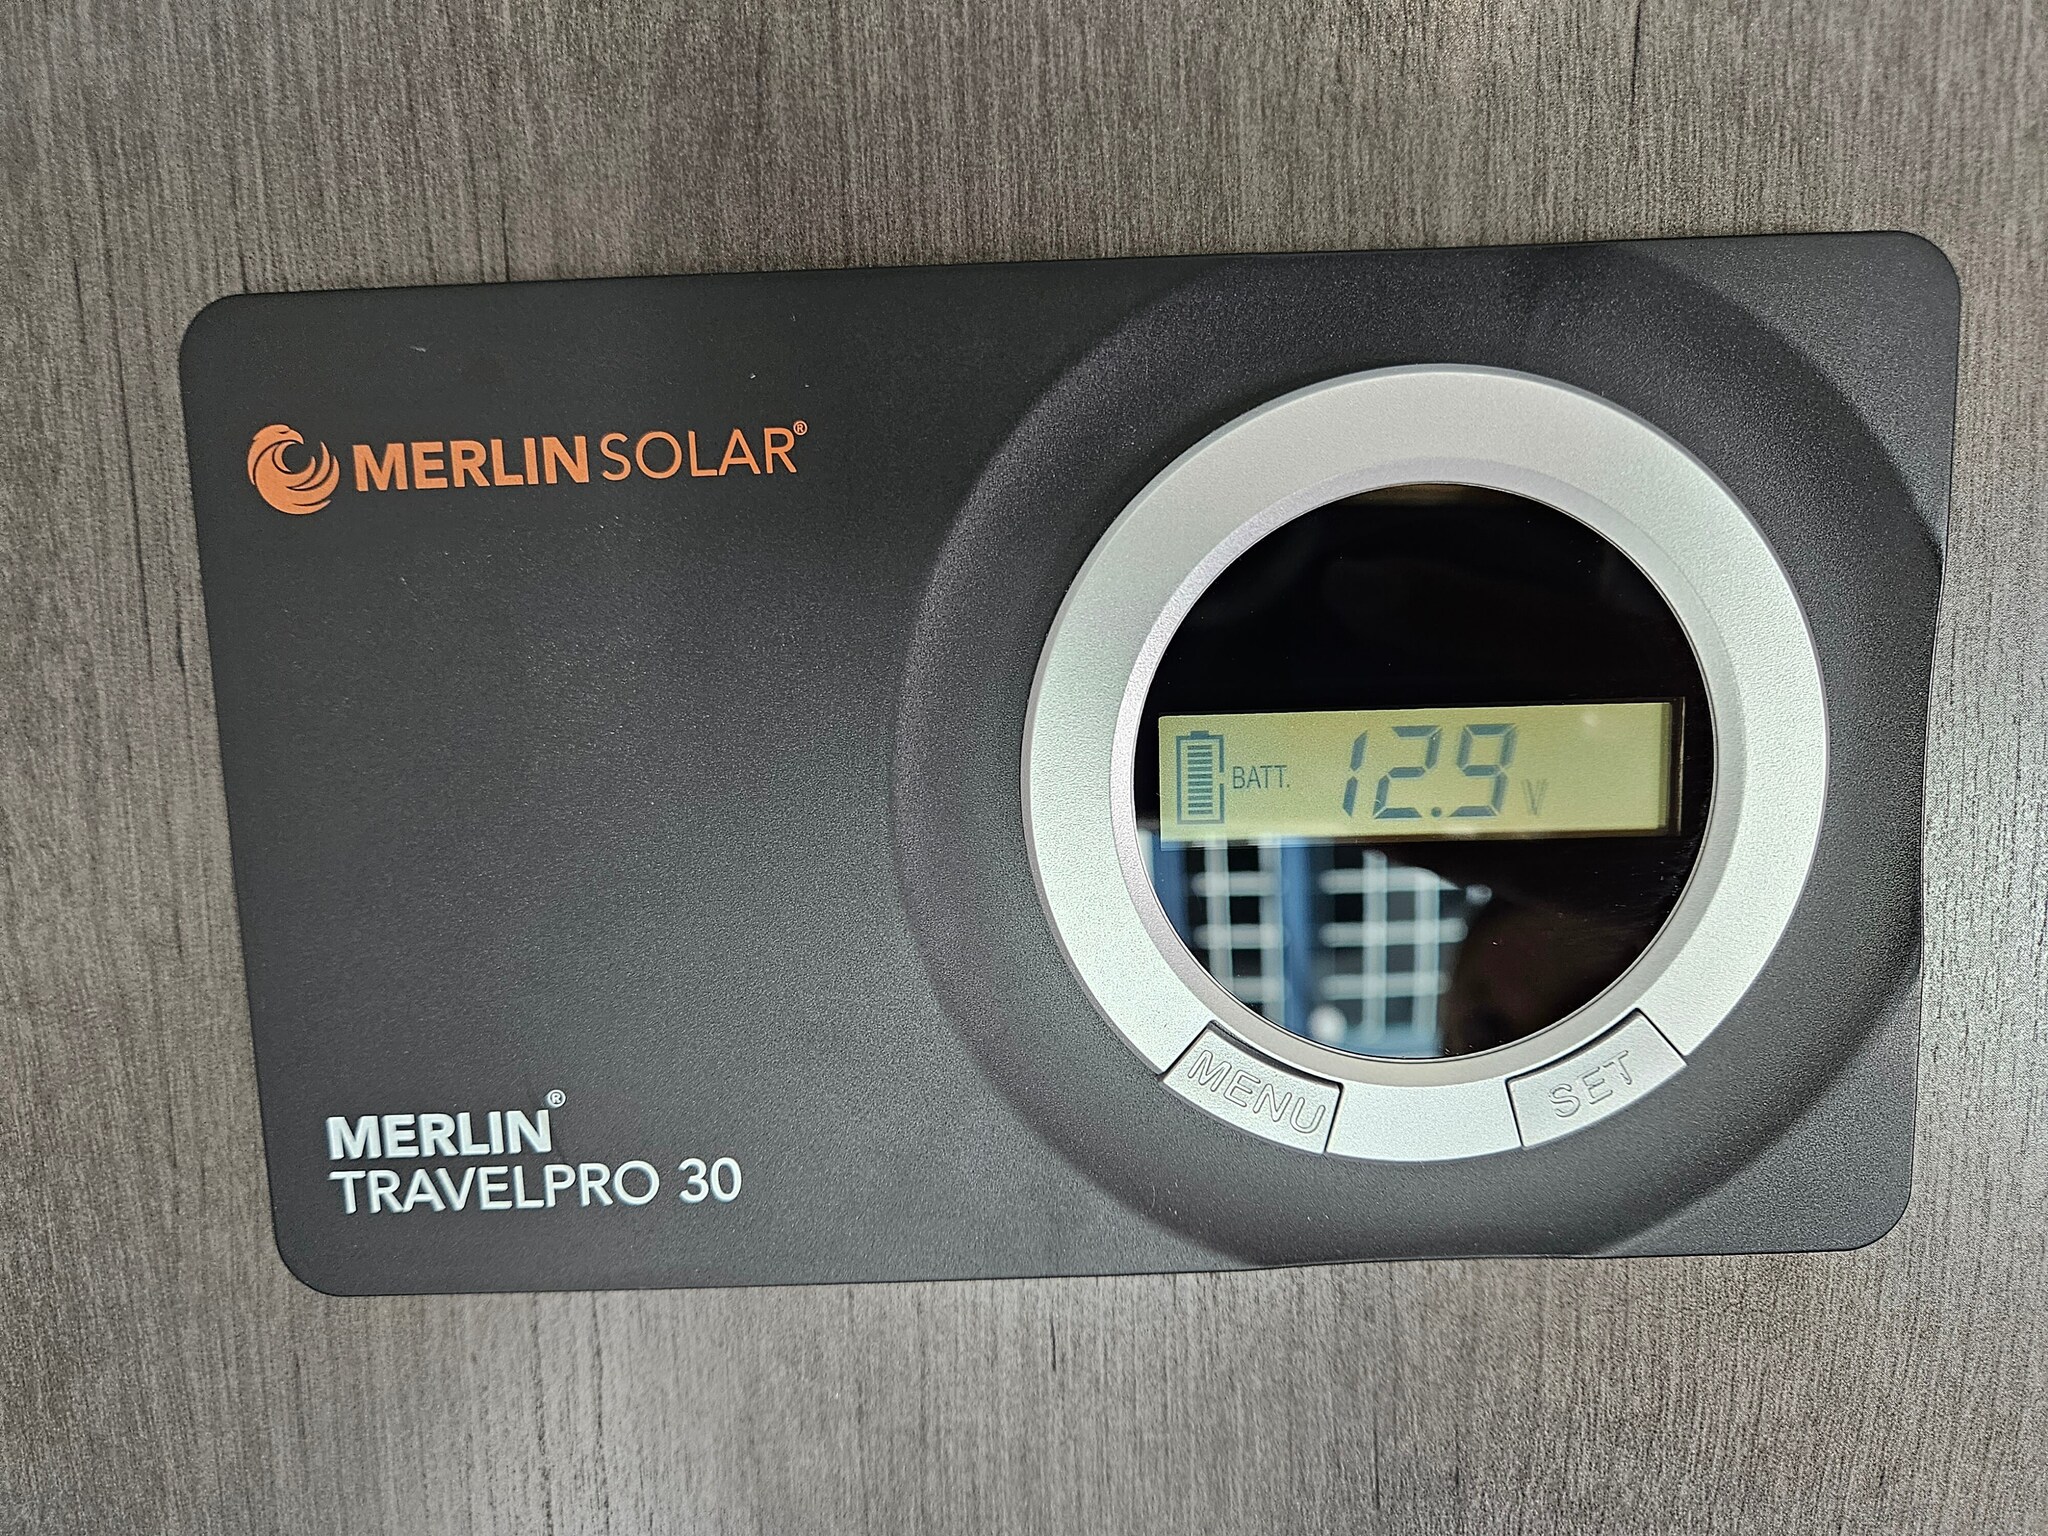 MERLIN SOLAR®
BATT. 12.9 V
MENU
SET
MERLIN®
TRAVELPRO 30